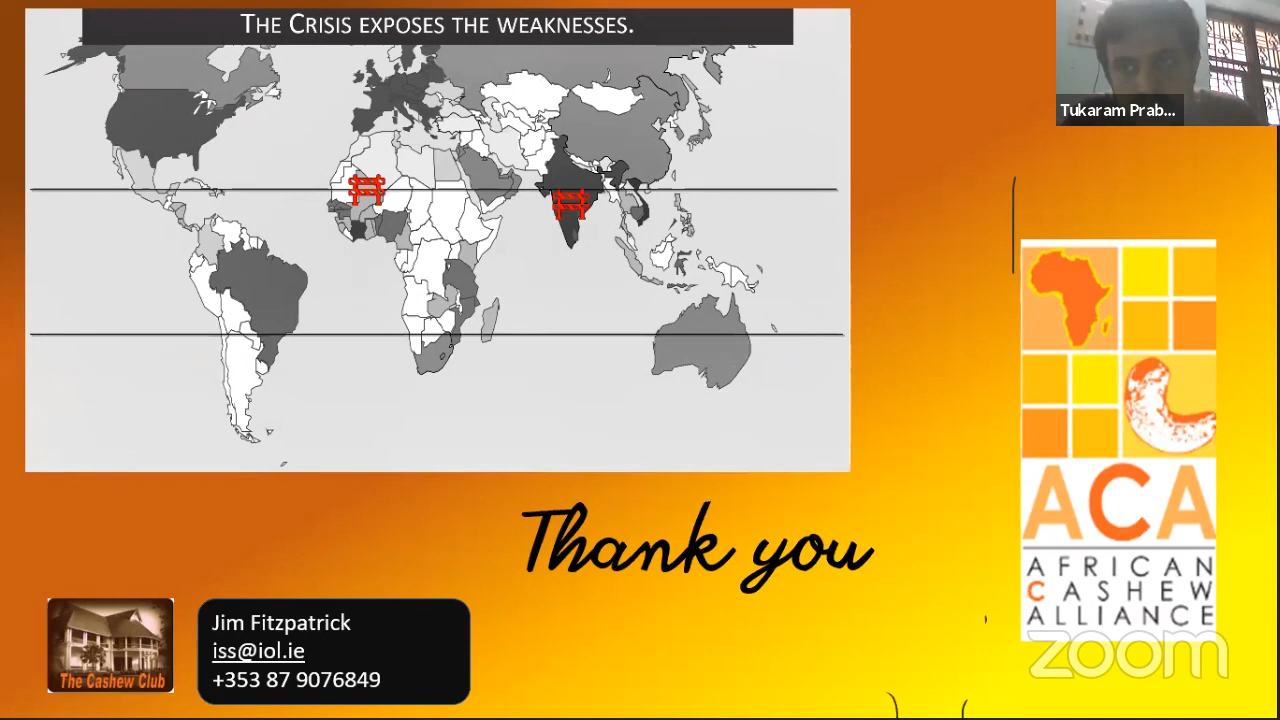 THE CRISIS EXPOSES THE WEAKNESSES.
Tukaram Prab...
ACA
AFRICAN
CASHEW
ALLIANCE
Thank you
Jim Fitzpatrick
iss@iol.ie
+353 87 9076849
The Cashew Club
zoom